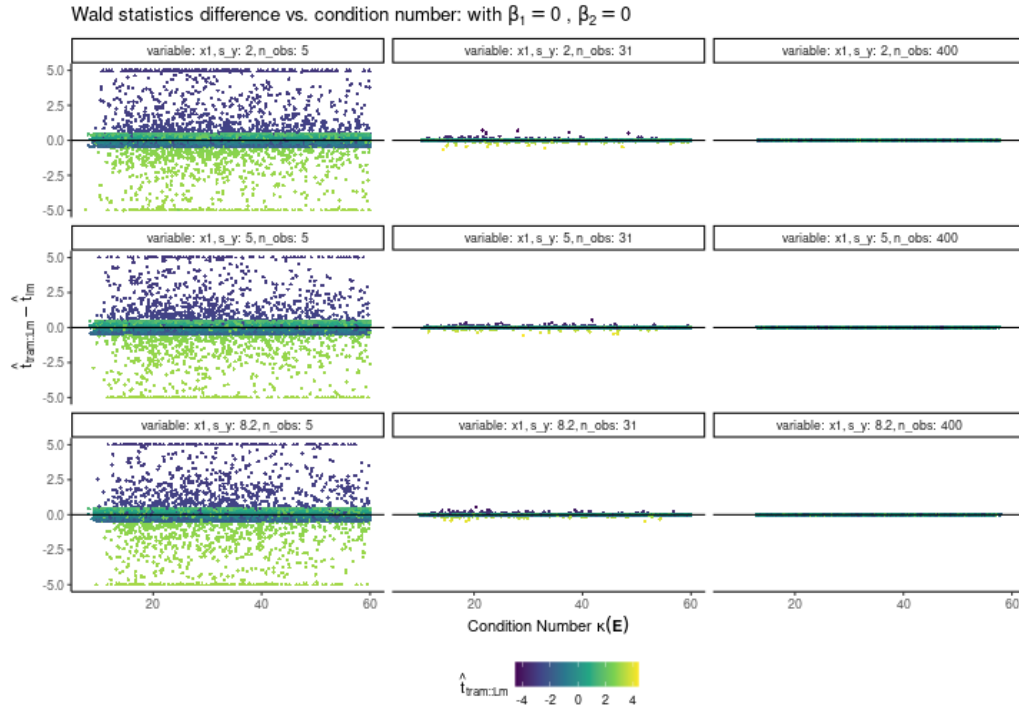 Wald statistics difference vs. condition number: with β₁ = 0 , β₂ = 0
variable: x1, s_y: 2, n_obs: 5
variable: x1, s_y: 2, n_obs: 31
variable: x1, s_y: 2, n_obs: 400
5.0
2.5
0.0
-2.5
-5.0
variable: x1, s_y: 5, n_obs: 5
variable: x1, s_y: 5, n_obs: 31
variable: x1, s_y: 5, n_obs: 400
5.0
2.5
0.0
-2.5
-5.0
t̂tram::Lm − t̂lm
variable: x1, s_y: 8.2, n_obs: 5
variable: x1, s_y: 8.2, n_obs: 31
variable: x1, s_y: 8.2, n_obs: 400
5.0
2.5
0.0
-2.5
-5.0
20 40 60
20 40 60
20 40 60
Condition Number κ(E)
t̂tram::Lm
-4 -2 0 2 4